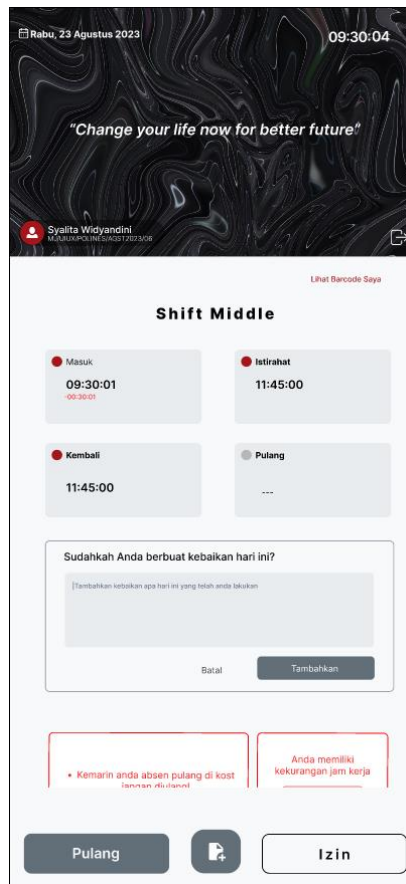 Rabu, 23 Agustus 2023
09:30:04
"Change your life now for better future"
Syalita Widyandini
MJ/UIUX/POLINES/AGST2023/06
Lihat Barcode Saya
Shift Middle
Masuk
09:30:01
-00:30:01
Istirahat
11:45:00
Kembali
11:45:00
Pulang
---
Sudahkah Anda berbuat kebaikan hari ini?
Tambahkan kebaikan apa hari ini yang telah anda lakukan
Batal
Tambahkan
• Kemarin anda absen pulang di kost
jangan diulang!
Anda memiliki
kekurangan jam kerja
Pulang
Izin